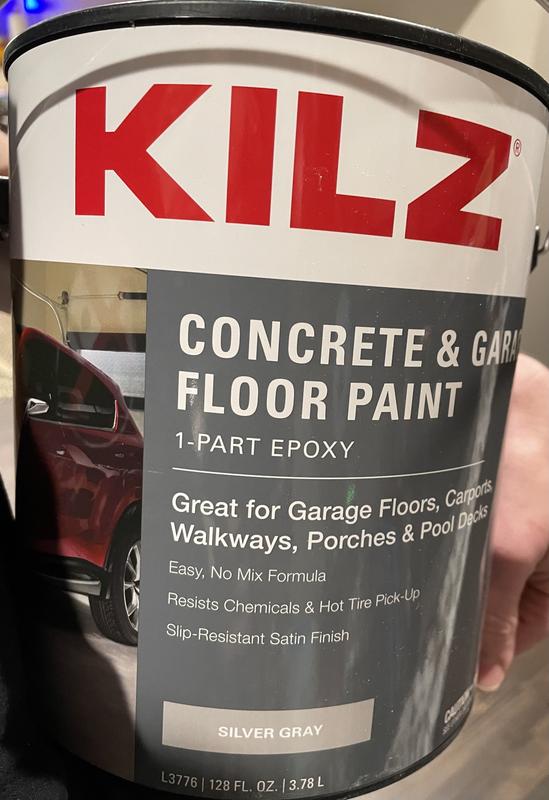 KILZ®
CONCRETE & GARA
FLOOR PAINT
1-PART EPOXY
Great for Garage Floors, Carports,
Walkways, Porches & Pool Decks
Easy, No Mix Formula
Resists Chemicals & Hot Tire Pick-Up
Slip-Resistant Satin Finish
SILVER GRAY
L3776 | 128 FL. OZ. | 3.78 L